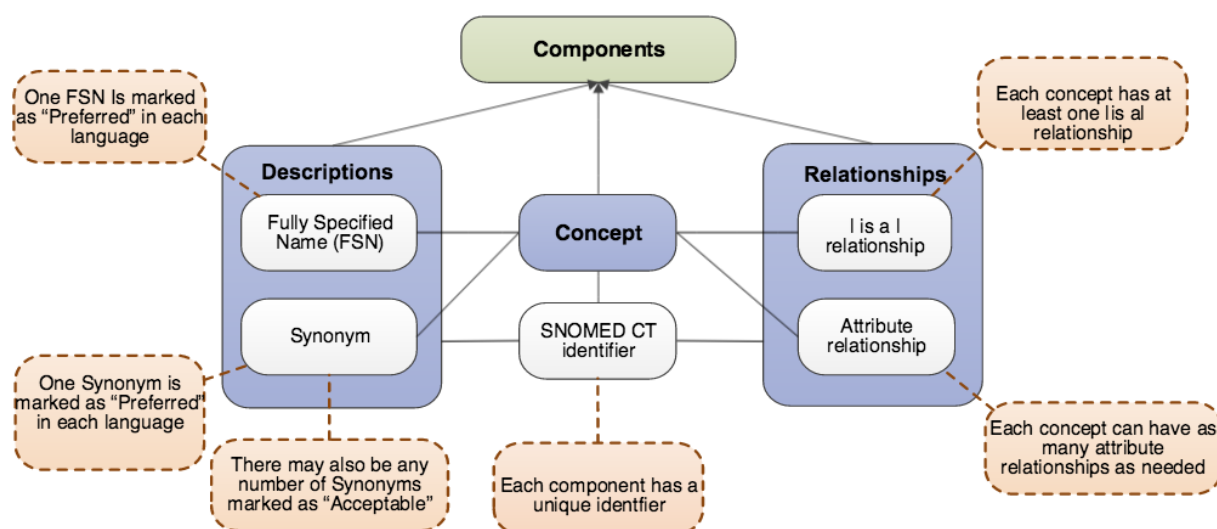 Components
One FSN Is marked
as “Preferred” in each
language
Each concept has at
least one |is a|
relationship
Descriptions
Relationships
Fully Specified
Name (FSN)
Concept
| is a |
relationship
Synonym
SNOMED CT
identifier
Attribute
relationship
One Synonym is
marked as “Preferred”
in each language
There may also be any
number of Synonyms
marked as “Acceptable”
Each component has a
unique identfier
Each concept can have as
many attribute
relationships as needed